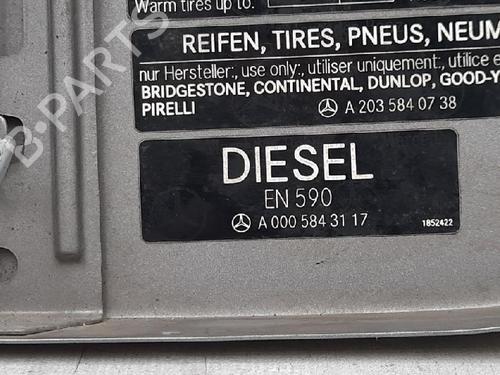 Warm tires up to:
REIFEN, TIRES, PNEUS, NEUM
nur Hersteller:, use only:, utiliser uniquement:, utilice e
BRIDGESTONE, CONTINENTAL, DUNLOP, GOOD-Y
PIRELLI
A 203 584 07 38
DIESEL
EN 590
A 000 584 31 17
1852422
B-PARTS